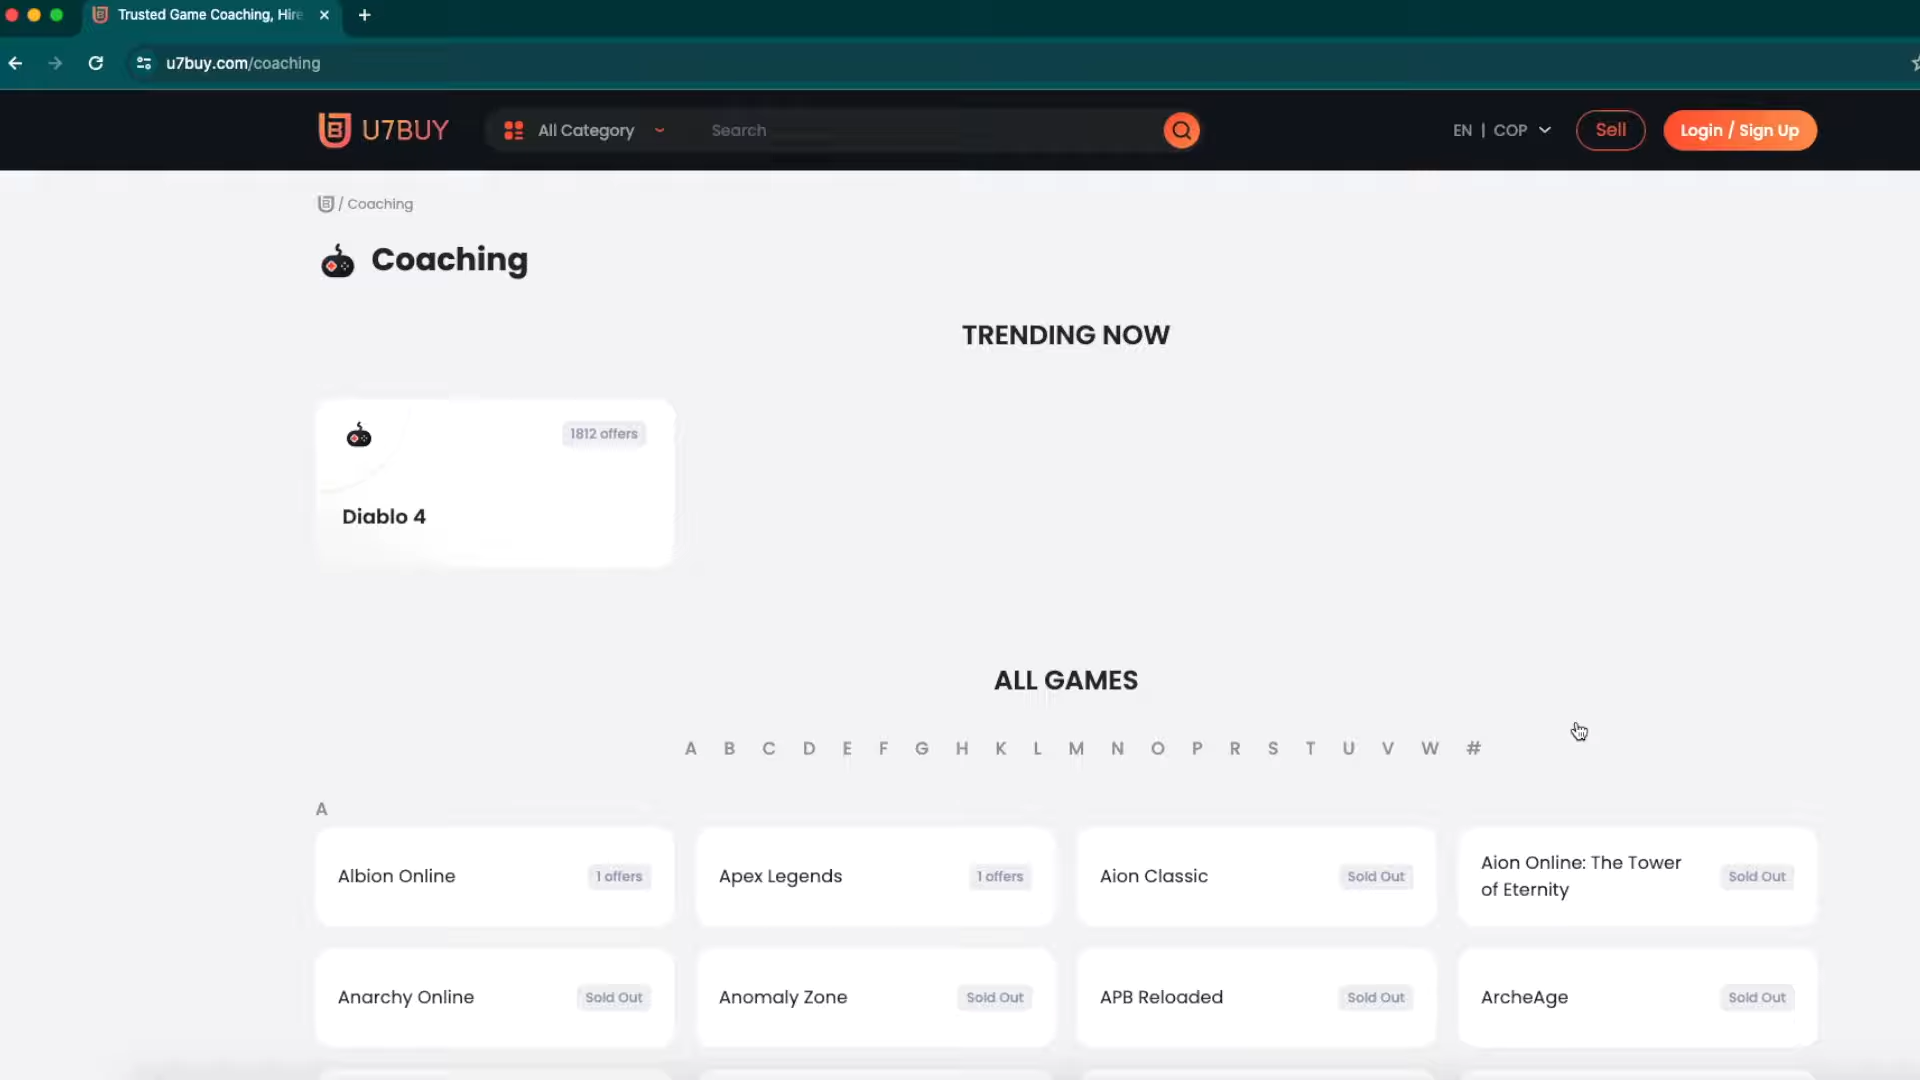 Trusted Game Coaching, Hire
u7buy.com/coaching
U7BUY
All Category
Search
EN | COP
Sell
Login / Sign Up
/ Coaching
Coaching
TRENDING NOW
1812 offers
Diablo 4
ALL GAMES
A B C D E F G H K L M N O P R S T U V W #
A
Albion Online
1 offers
Apex Legends
1 offers
Aion Classic
Sold Out
Aion Online: The Tower
of Eternity
Sold Out
Anarchy Online
Sold Out
Anomaly Zone
Sold Out
APB Reloaded
Sold Out
ArcheAge
Sold Out